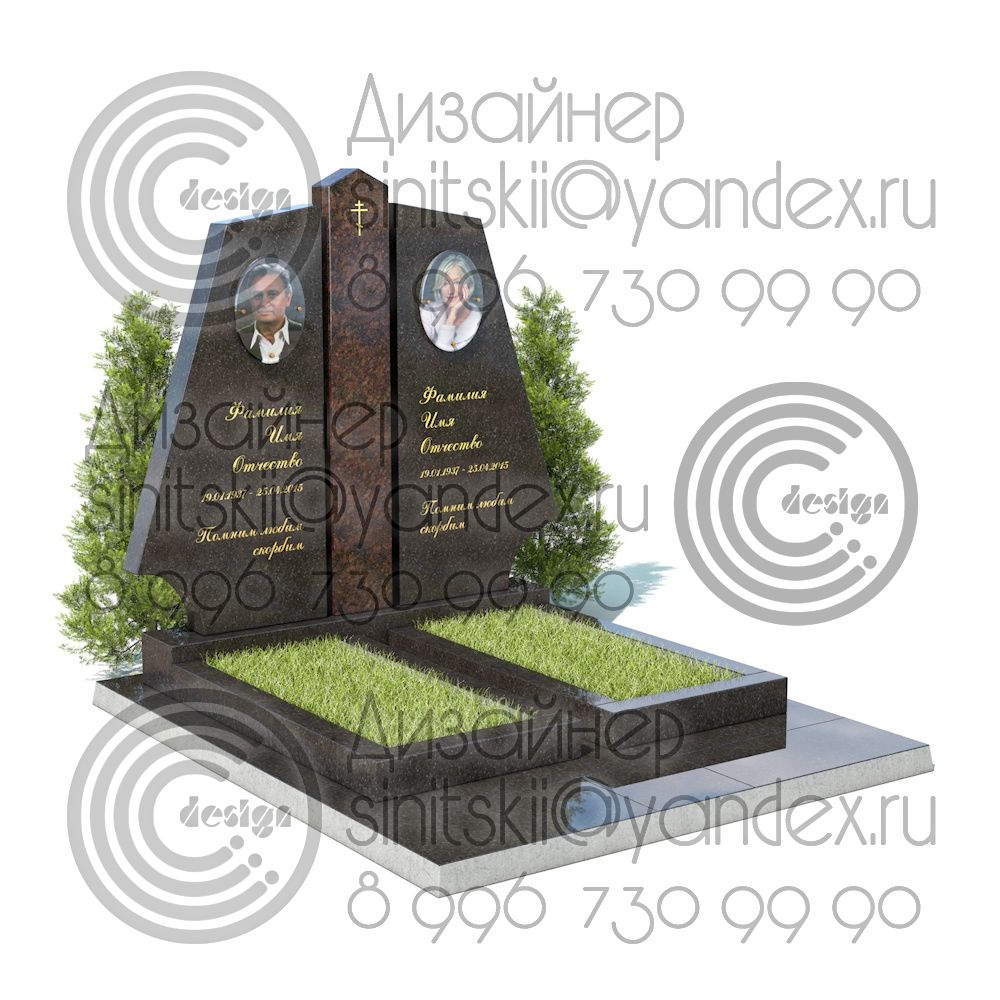 design
Дизайнер
sinitskii@yandex.ru
8 996 730 99 90
Фамилия
Имя
Отчество
19.01.1937 - 25.04.2015
Помним любим
скорбим
Фамилия
Имя
Отчество
19.01.1937 - 25.04.2015
Помним любим
скорбим
Дизайнер
sinitskii@yandex.ru
8 996 730 99 90
design
design
Дизайнер
sinitskii@yandex.ru
8 996 730 99 90